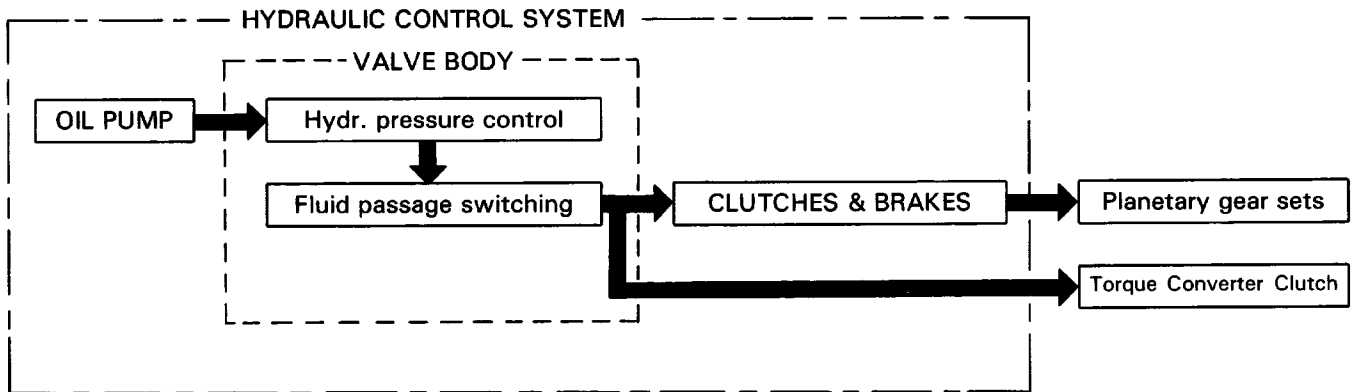 HYDRAULIC CONTROL SYSTEM
VALVE BODY
OIL PUMP
Hydr. pressure control
Fluid passage switching
CLUTCHES & BRAKES
Planetary gear sets
Torque Converter Clutch